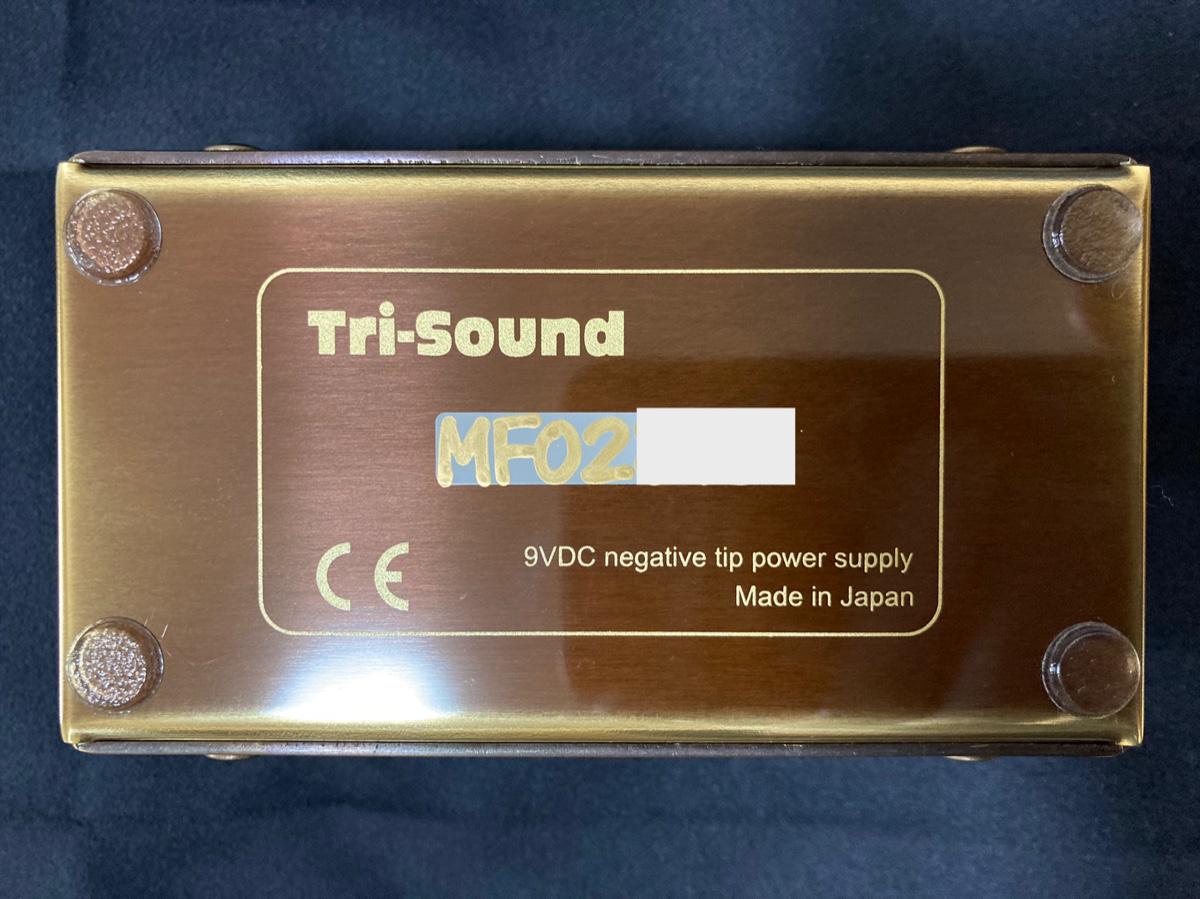 Tri-Sound
MF02
CE
9VDC negative tip power supply
Made in Japan